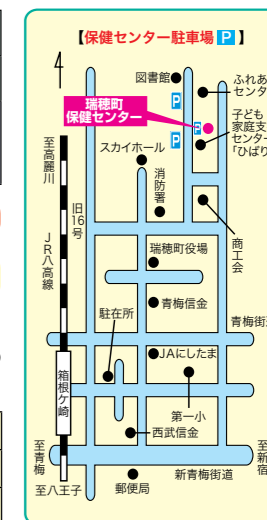 【保健センター駐車場 P 】
図書館
P
ふれあ
センタ
瑞穂町
保健センター
P
子ども
家庭支
センター
「ひばり
P
至高麗川
スカイホール
消防署
旧16号
JR八高線
商工会
瑞穂町役場
青梅信金
駐在所
青梅街道
JAにしたま
箱根ケ崎
第一小
西武信金
至青梅
至新宿
新青梅街道
至八王子
郵便局